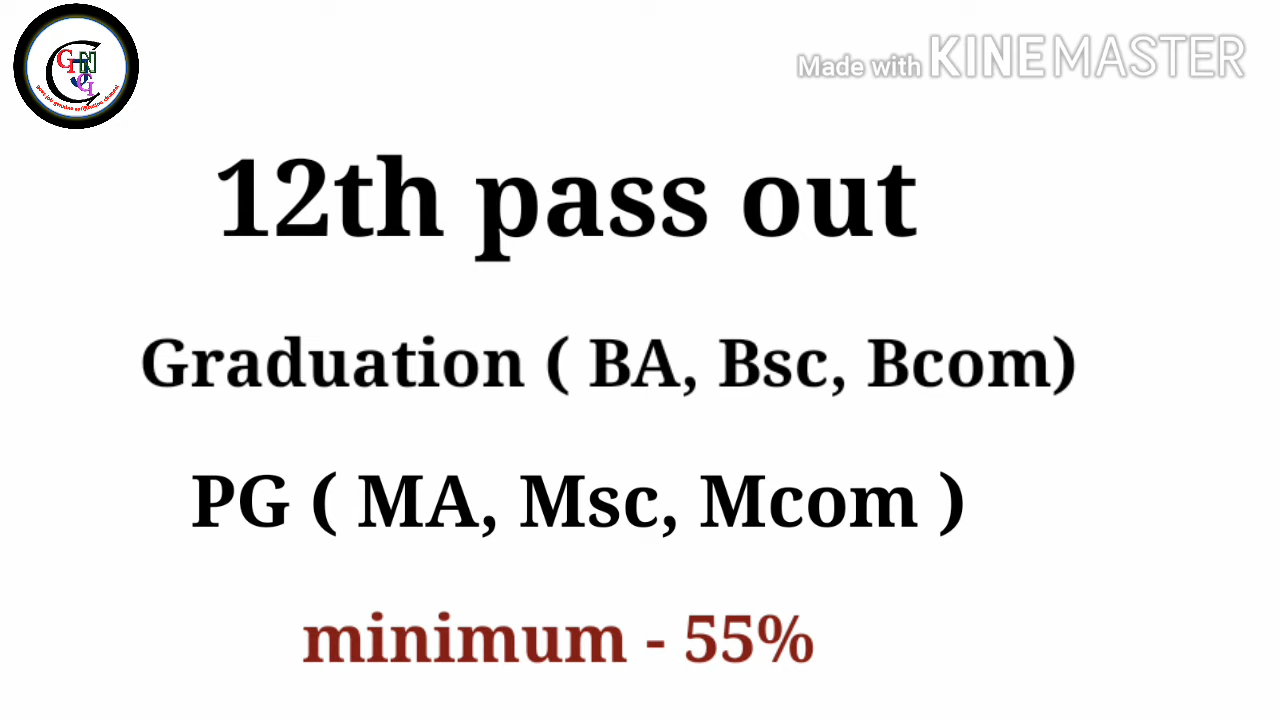 Made with KINEMASTER
12th pass out
Graduation ( BA, Bsc, Bcom)
PG ( MA, Msc, Mcom )
minimum - 55%